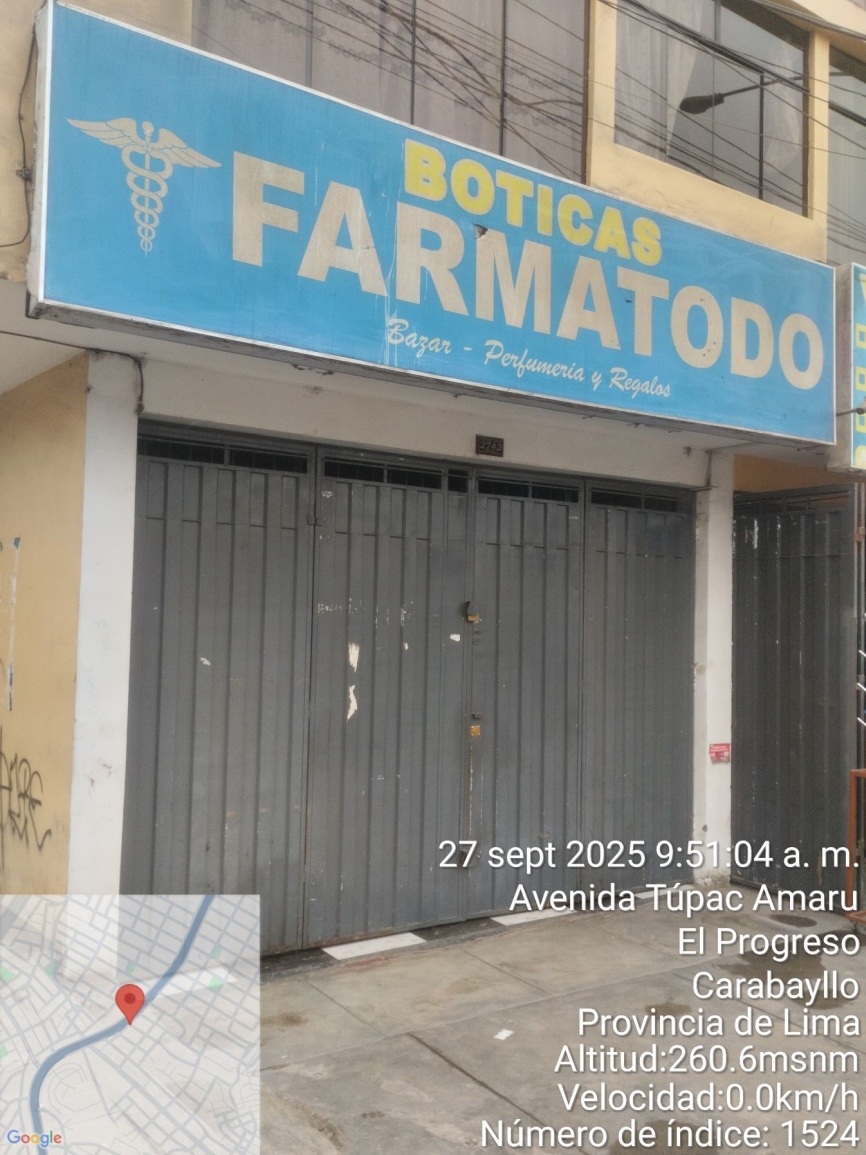 BOTICAS
FARMATODO
Bazar - Perfumería y Regalos
2742
27 sept 2025 9:51:04 a. m.
Avenida Túpac Amaru
El Progreso
Carabayllo
Provincia de Lima
Altitud:260.6msnm
Velocidad:0.0km/h
Número de índice: 1524
Google